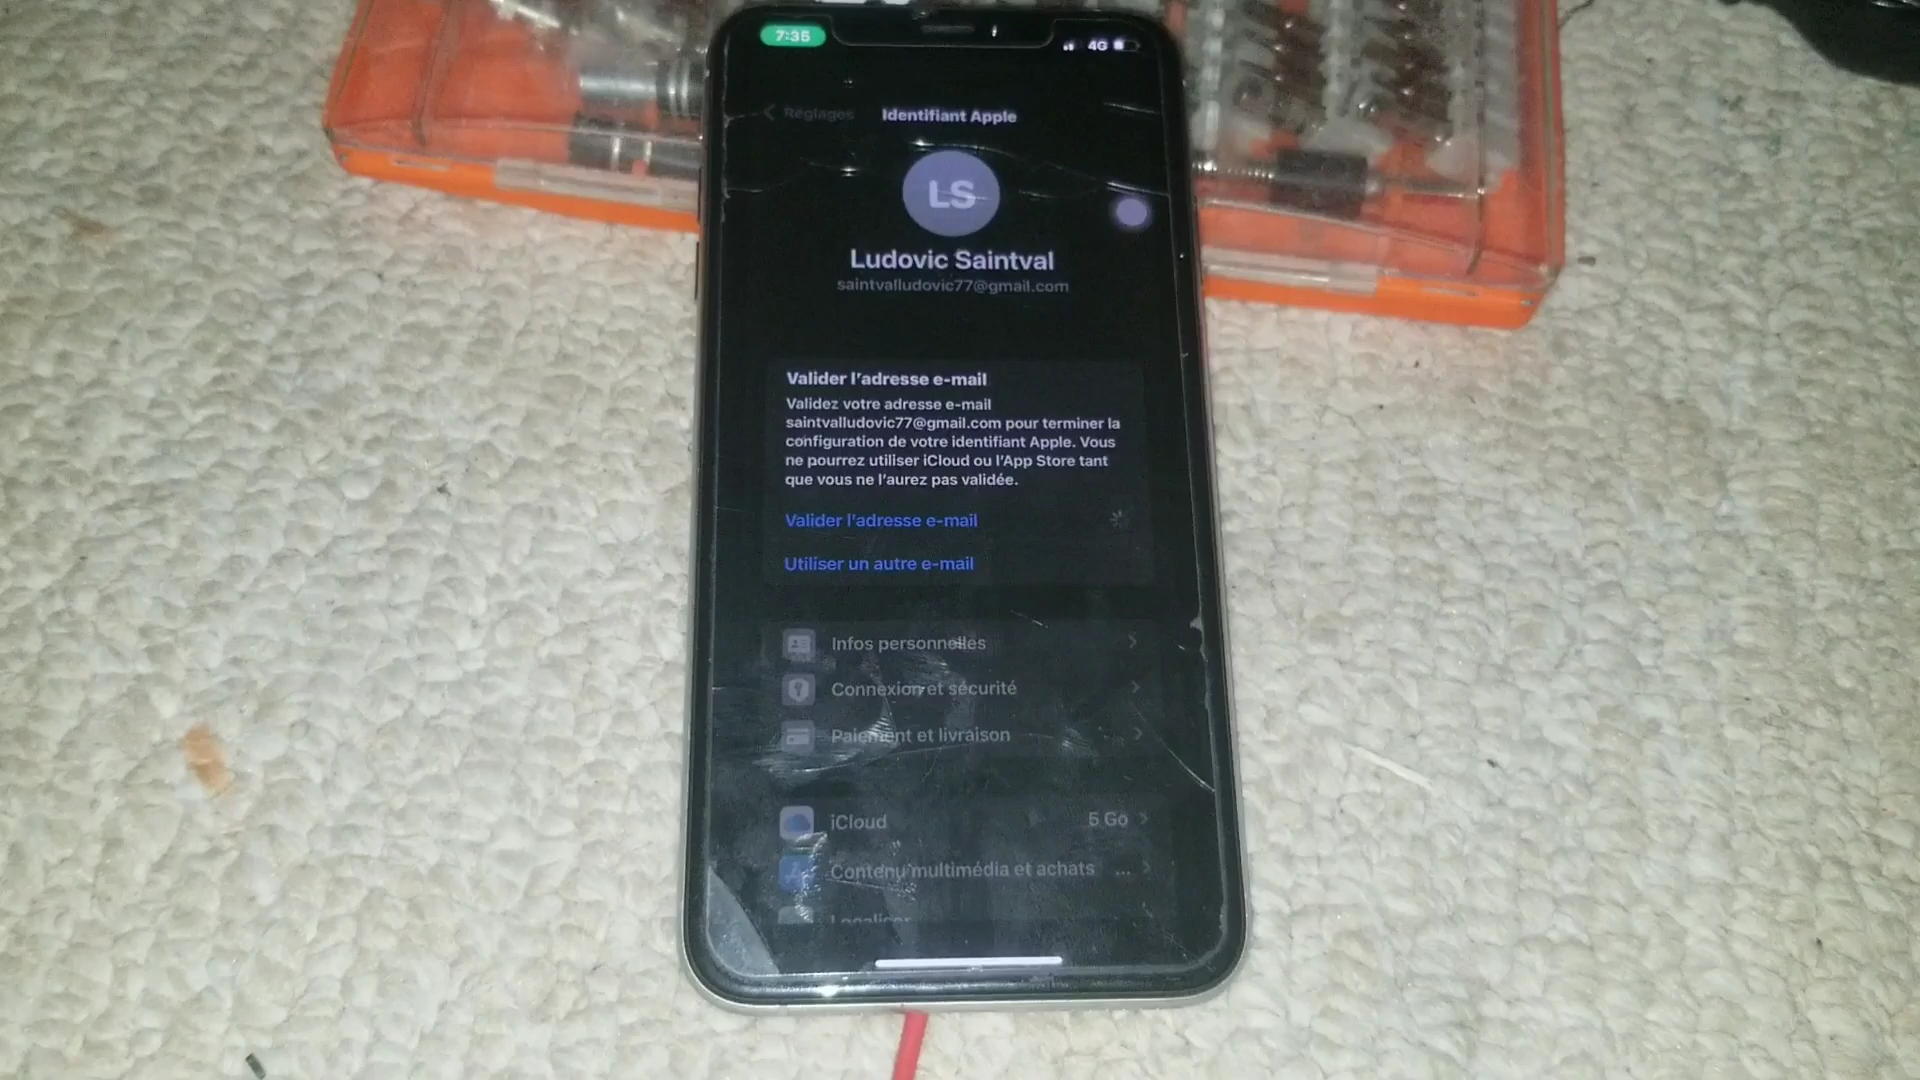 7:35
4G
Réglages
Identifiant Apple
LS
Ludovic Saintval
saintvalludovic77@gmail.com
Valider l'adresse e-mail
Validez votre adresse e-mail
saintvalludovic77@gmail.com pour terminer la
configuration de votre identifiant Apple. Vous
ne pourrez utiliser iCloud ou l'App Store tant
que vous ne l'aurez pas validée.
Valider l'adresse e-mail
Utiliser un autre e-mail
Infos personnelles
Connexion et sécurité
Paiement et livraison
iCloud 5 Go
Contenu multimédia et achats ...
Localiser